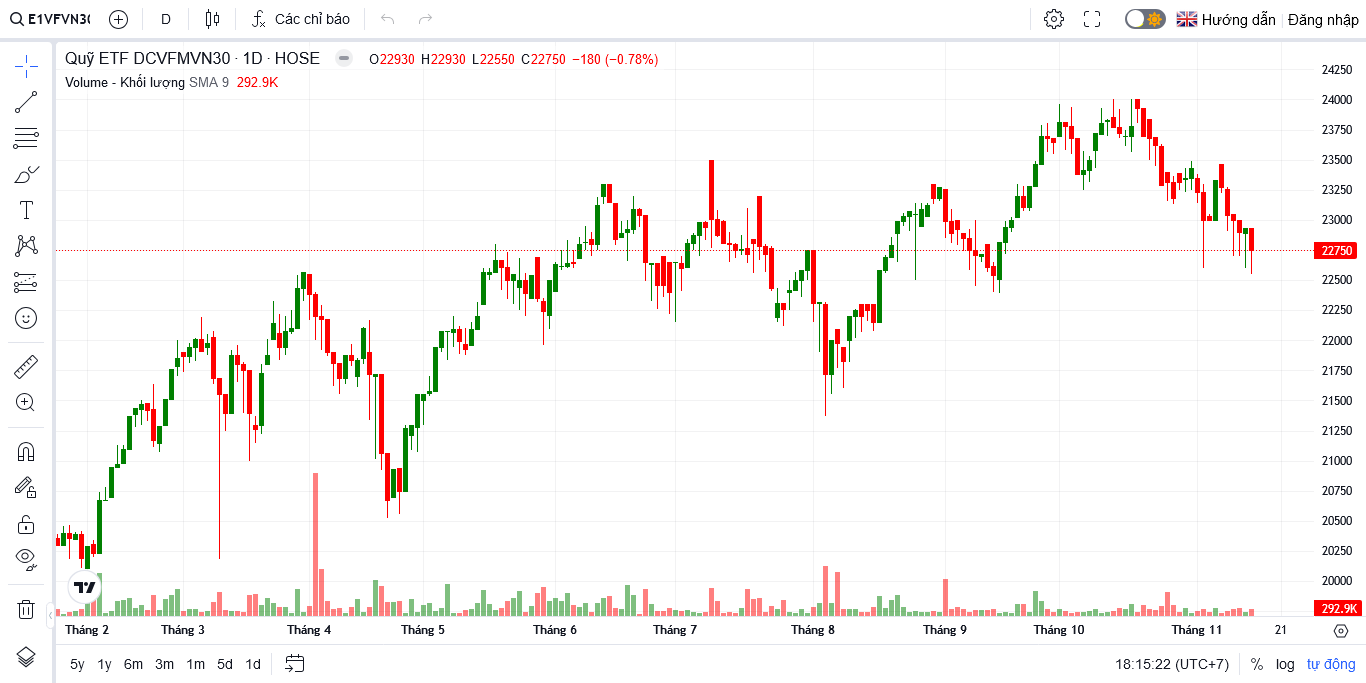 E1VFVN30
D
Các chỉ báo
Hướng dẫn
Đăng nhập
Quỹ ETF DCVFMVN30 · 1D · HOSE
O22930 H22930 L22550 C22750 −180 (−0.78%)
Volume - Khối lượng SMA 9 292.9K
24250
24000
23750
23500
23250
23000
22750
22500
22250
22000
21750
21500
21250
21000
20750
20500
20250
20000
292.9K
Tháng 2 Tháng 3 Tháng 4 Tháng 5 Tháng 6 Tháng 7 Tháng 8 Tháng 9 Tháng 10 Tháng 11 21
5y 1y 6m 3m 1m 5d 1d
18:15:22 (UTC+7) % log tự động